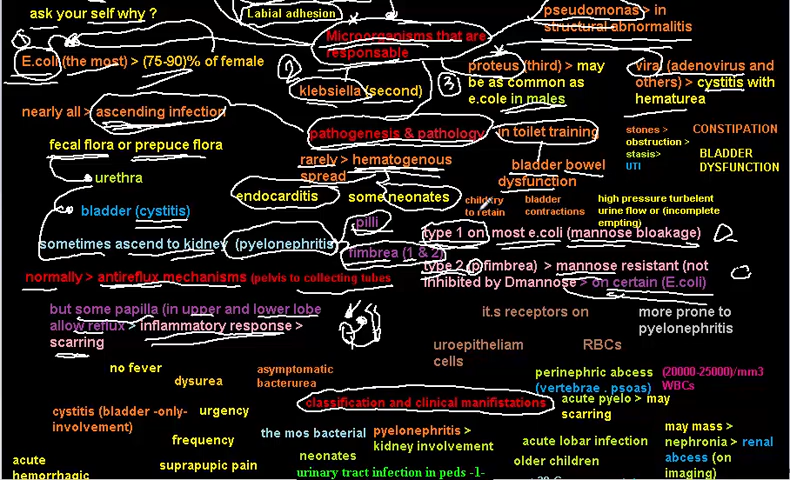 ask your self why ?
Labial adhesion
pseudomonas > in
structural abnormalitis
Microorganisms that are
responsable
E.coli (the most) > (75-90)% of female
klebsiella (second)
proteus (third) > may
be as common as
e.cole in males
viral (adenovirus and
others) > cystitis with
hematurea
nearly all > ascending infection
pathogenesis & pathology
in toilet training
stones >
obstruction >
stasis>
UTI
CONSTIPATION
BLADDER
DYSFUNCTION
fecal flora or prepuce flora
rarely > hematogenous
spread
bladder bowel
dysfunction
urethra
endocarditis
some neonates
child try
to retain
bladder
contractions
high pressure turbelent
urine flow or (incomplete
empting)
bladder (cystitis)
pilli
type 1 on most e.coli (mannose bloakage)
sometimes ascend to kidney (pyelonephritis
fimbrea (1 & 2)
type 2 (p fimbrea) > mannose resistant (not
inhibited by Dmannose > on certain (E.coli)
normally > antireflux mechanisms (pelvis to collecting tubes
but some papilla (in upper and lower lobe
allow reflux > inflammatory response >
scarring
it.s receptors on
more prone to
pyelonephritis
uroepitheliam
cells
RBCs
no fever
dysurea
asymptomatic
bacterurea
perinephric abcess
(vertebrae . psoas)
(20000-25000)/mm3
WBCs
classification and clinical manifistations
acute pyelo > may
scarring
cystitis (bladder -only-
involvement)
urgency
frequency
the mos bacterial
pyelonephritis >
kidney involvement
acute lobar infection
may mass >
nephronia > renal
abcess (on
imaging)
acute
hemorrhagic
suprapupic pain
neonates
older children
urinary tract infection in peds -1-